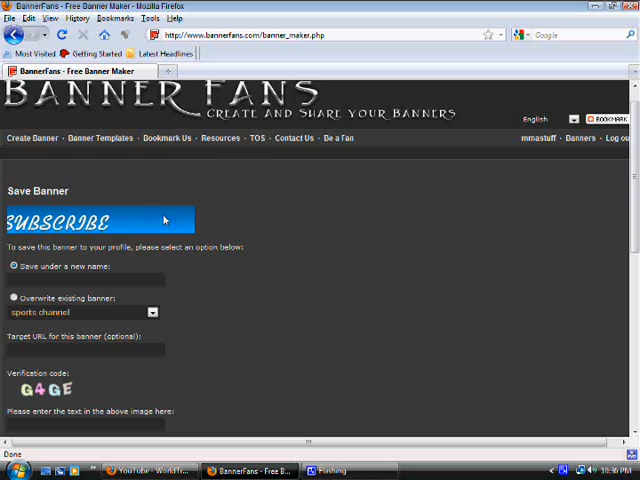 BannerFans - Free Banner Maker - Mozilla Firefox
File Edit View History Bookmarks Tools Help
http://www.bannerfans.com/banner_maker.php
Google
Most Visited Getting Started Latest Headlines
BannerFans - Free Banner Maker
BANNER FANS
CREATE AND SHARE YOUR BANNERS
English
BOOKMARK
Create Banner · Banner Templates · Bookmark Us · Resources · TOS · Contact Us · Be a Fan
mmastuff · Banners · Log ou
Save Banner
SUBSCRIBE
To save this banner to your profile, please select an option below:
Save under a new name:
Overwrite existing banner:
sports channel
Target URL for this banner (optional):
Verification code:
G4GE
Please enter the text in the above image here:
Done
YouTube - WorldTr...
BannerFans - Free B...
Flashing
10:36 PM